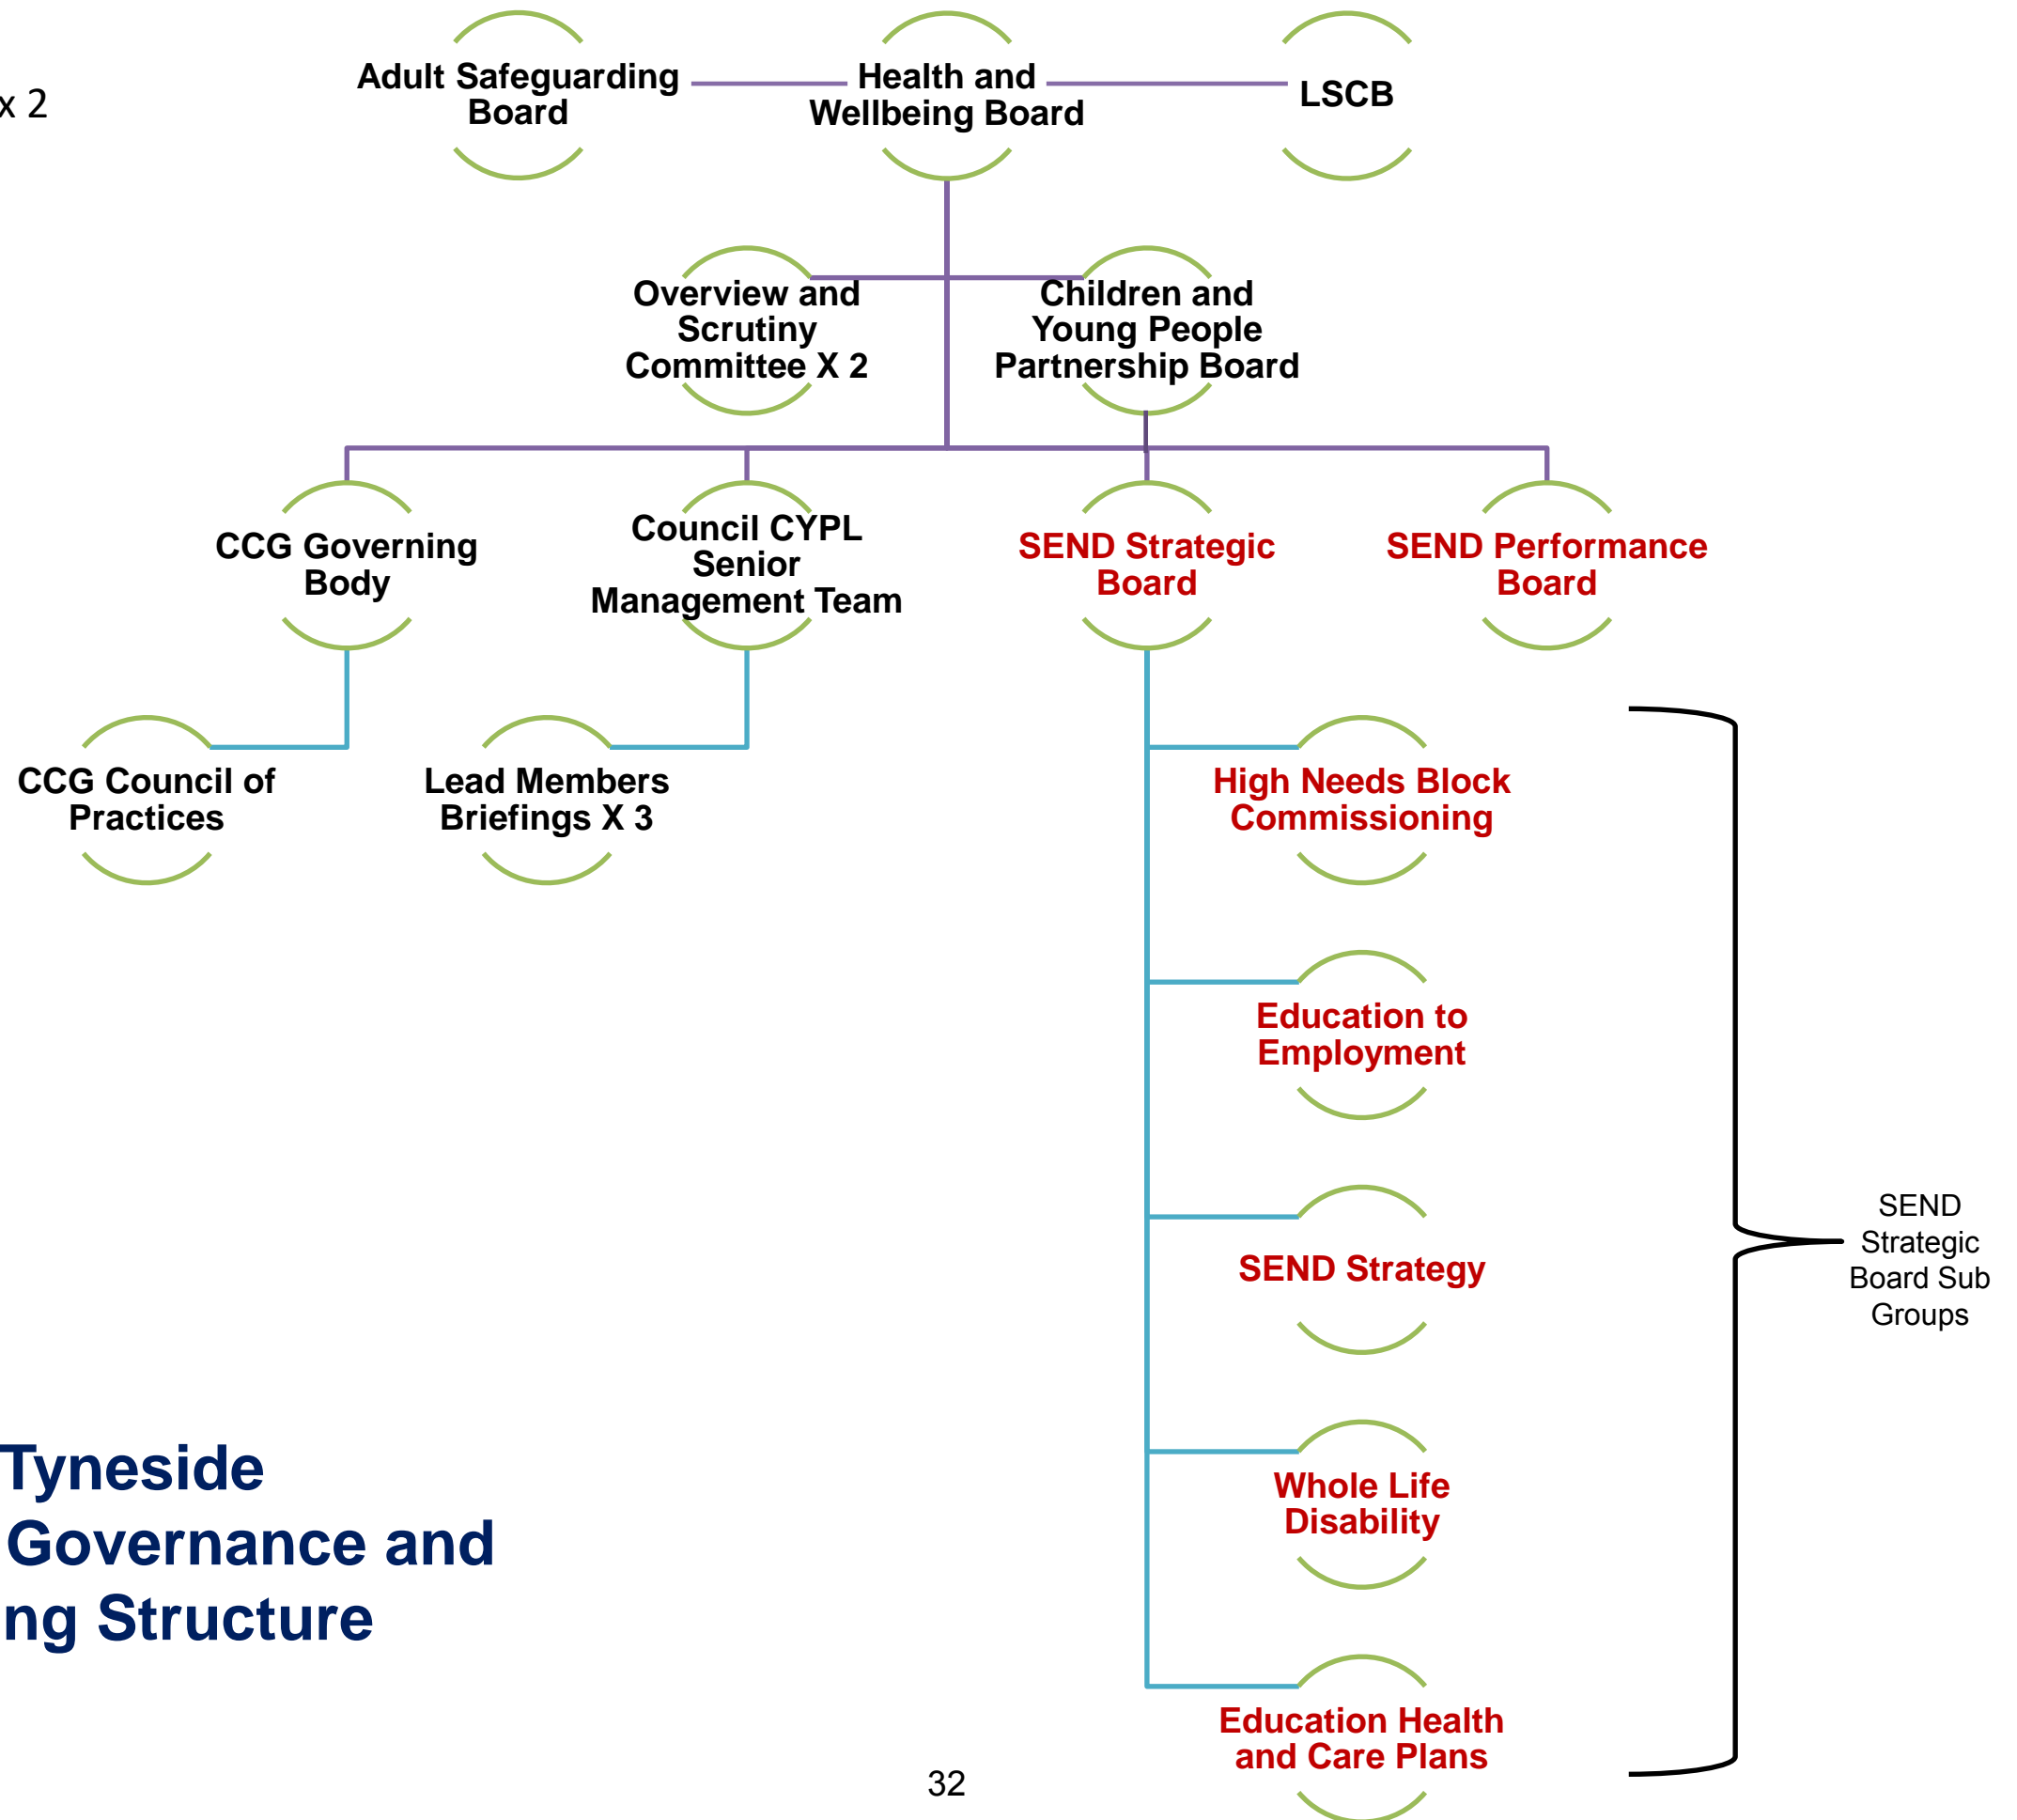 x 2
Adult Safeguarding
Board
Health and
Wellbeing Board
LSCB
Overview and
Scrutiny
Committee X 2
Children and
Young People
Partnership Board
CCG Governing
Body
Council CYPL
Senior
Management Team
SEND Strategic
Board
SEND Performance
Board
CCG Council of
Practices
Lead Members
Briefings X 3
High Needs Block
Commissioning
Education to
Employment
SEND Strategy
SEND
Strategic
Board Sub
Groups
Whole Life
Disability
Education Health
and Care Plans
Tyneside
Governance and
ng Structure
32